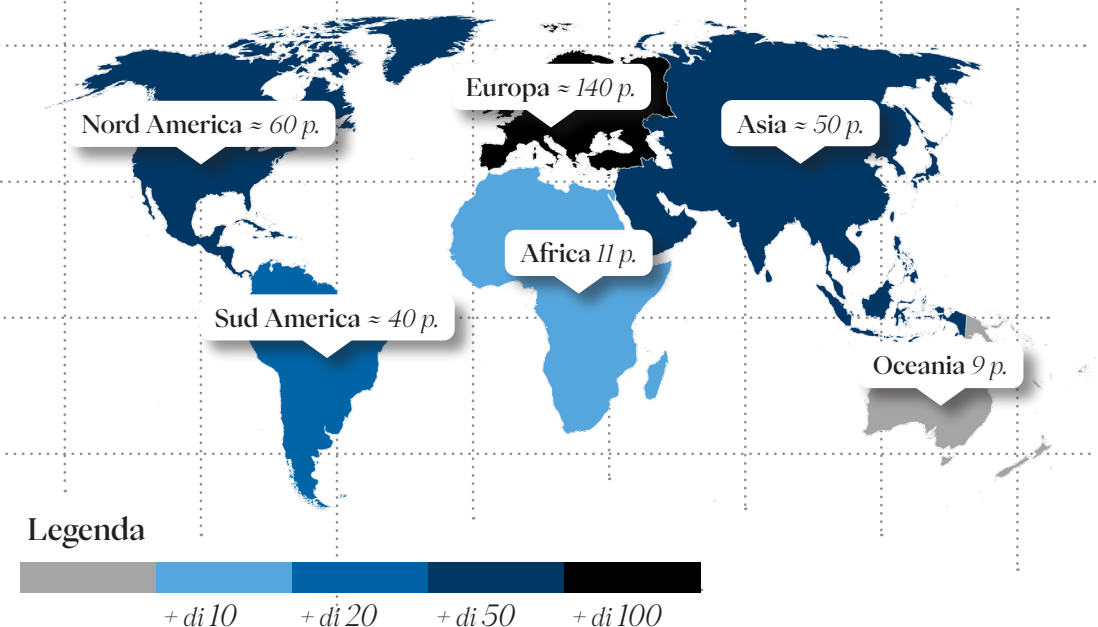 Europa ≈ 140 p.
Nord America ≈ 60 p.
Asia ≈ 50 p.
Africa 11 p.
Sud America ≈ 40 p.
Oceania 9 p.
Legenda
+ di 10
+ di 20
+ di 50
+ di 100